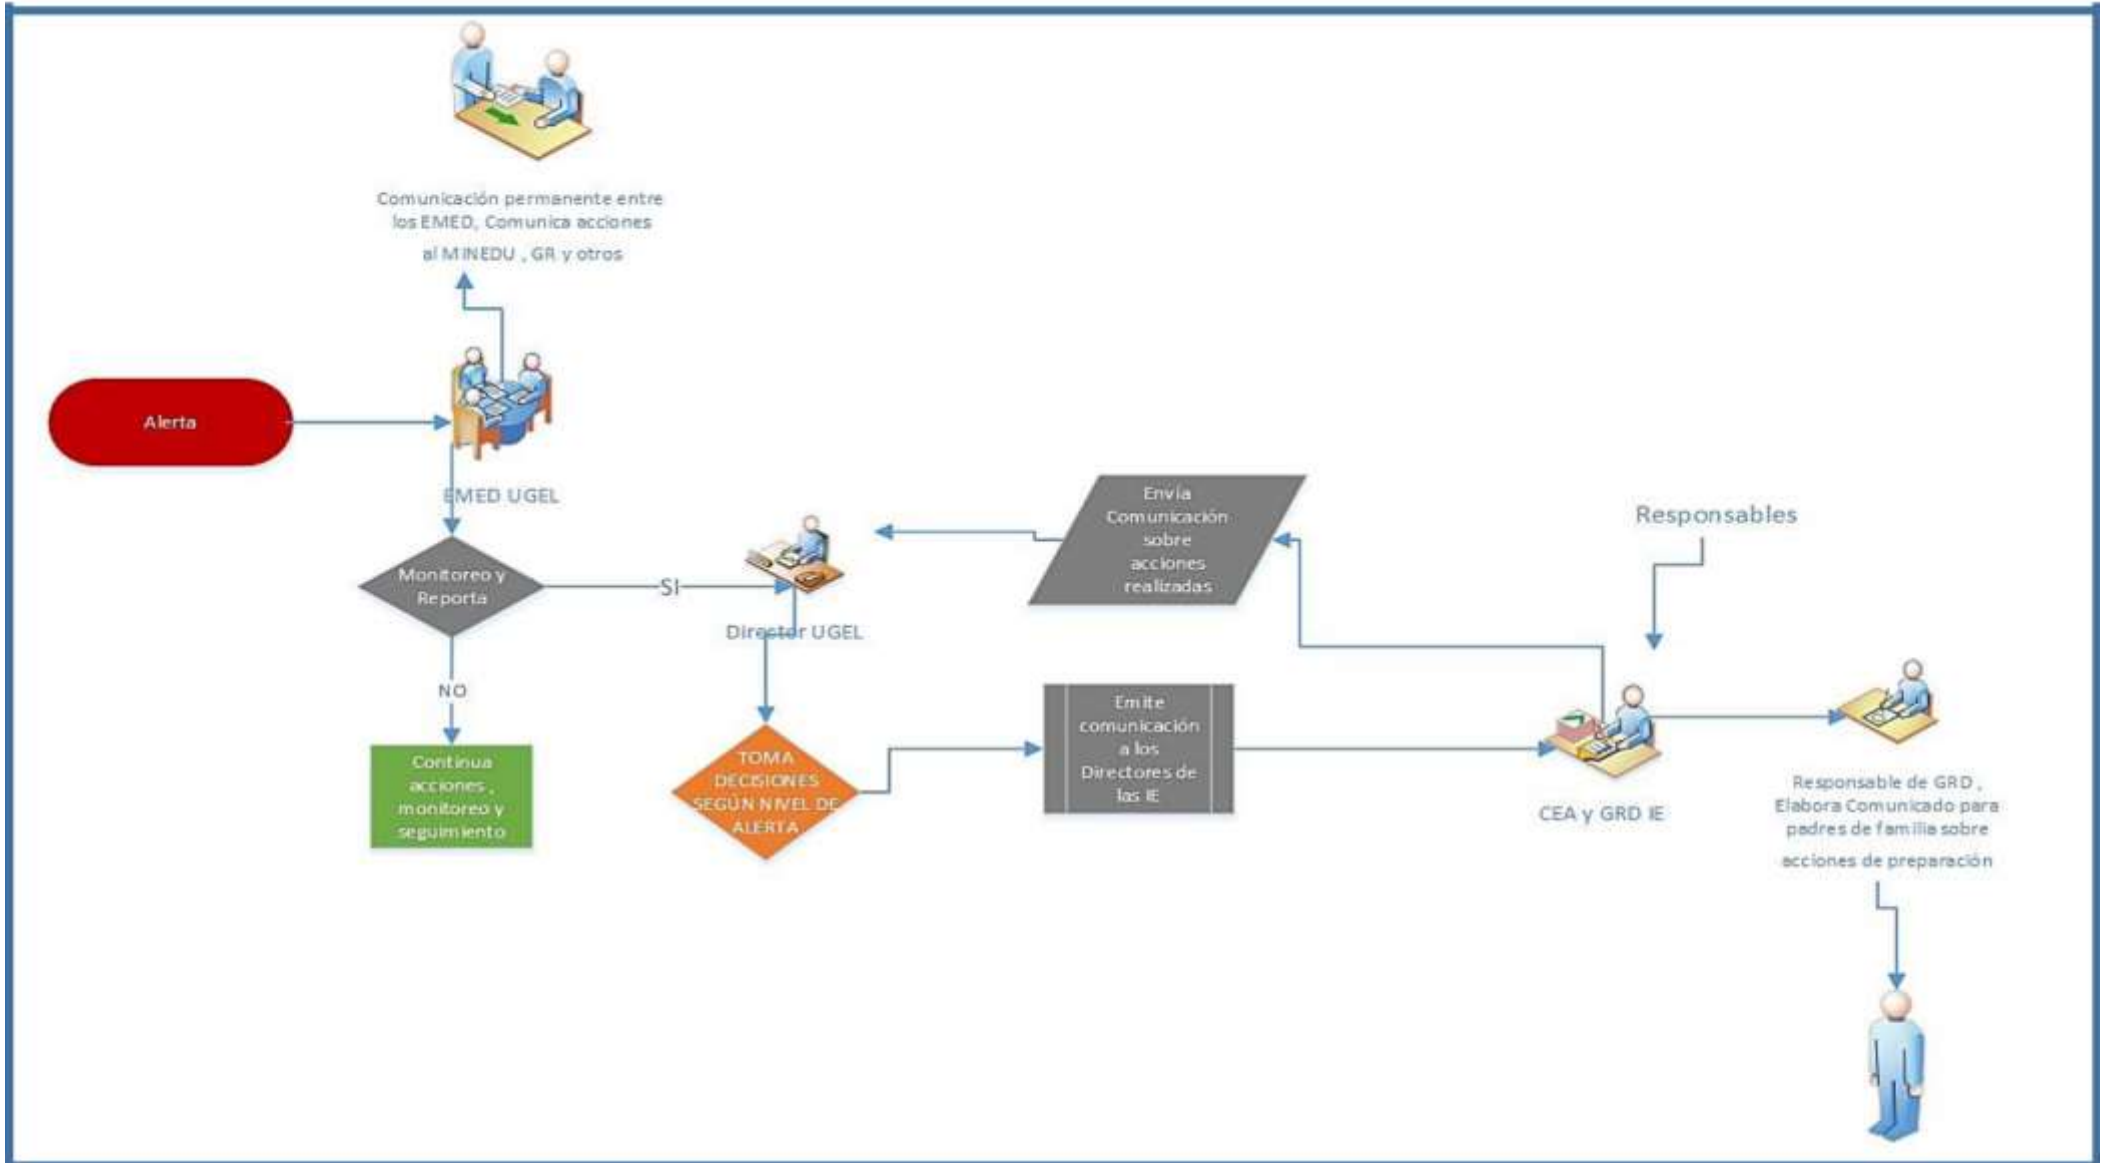 Comunicación permanente entre
los EMED, Comunica acciones
al MINEDU , GR y otros
Alerta
EMED UGEL
Monitoreo y
Reporta
SI
NO
Continua
acciones ,
monitoreo y
seguimiento
Director UGEL
TOMA
DECISIONES
SEGÚN NIVEL DE
ALERTA
Envía
Comunicación
sobre
acciones
realizadas
Emite
comunicación
a los
Directores de
las IE
Responsables
CEA y GRD IE
Responsable de GRD ,
Elabora Comunicado para
padres de familia sobre
acciones de preparación